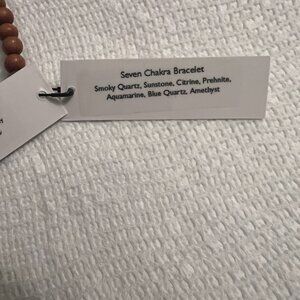 Seven Chakra Bracelet
Smoky Quartz, Sunstone, Citrine, Prehnite,
Aquamarine, Blue Quartz, Amethyst